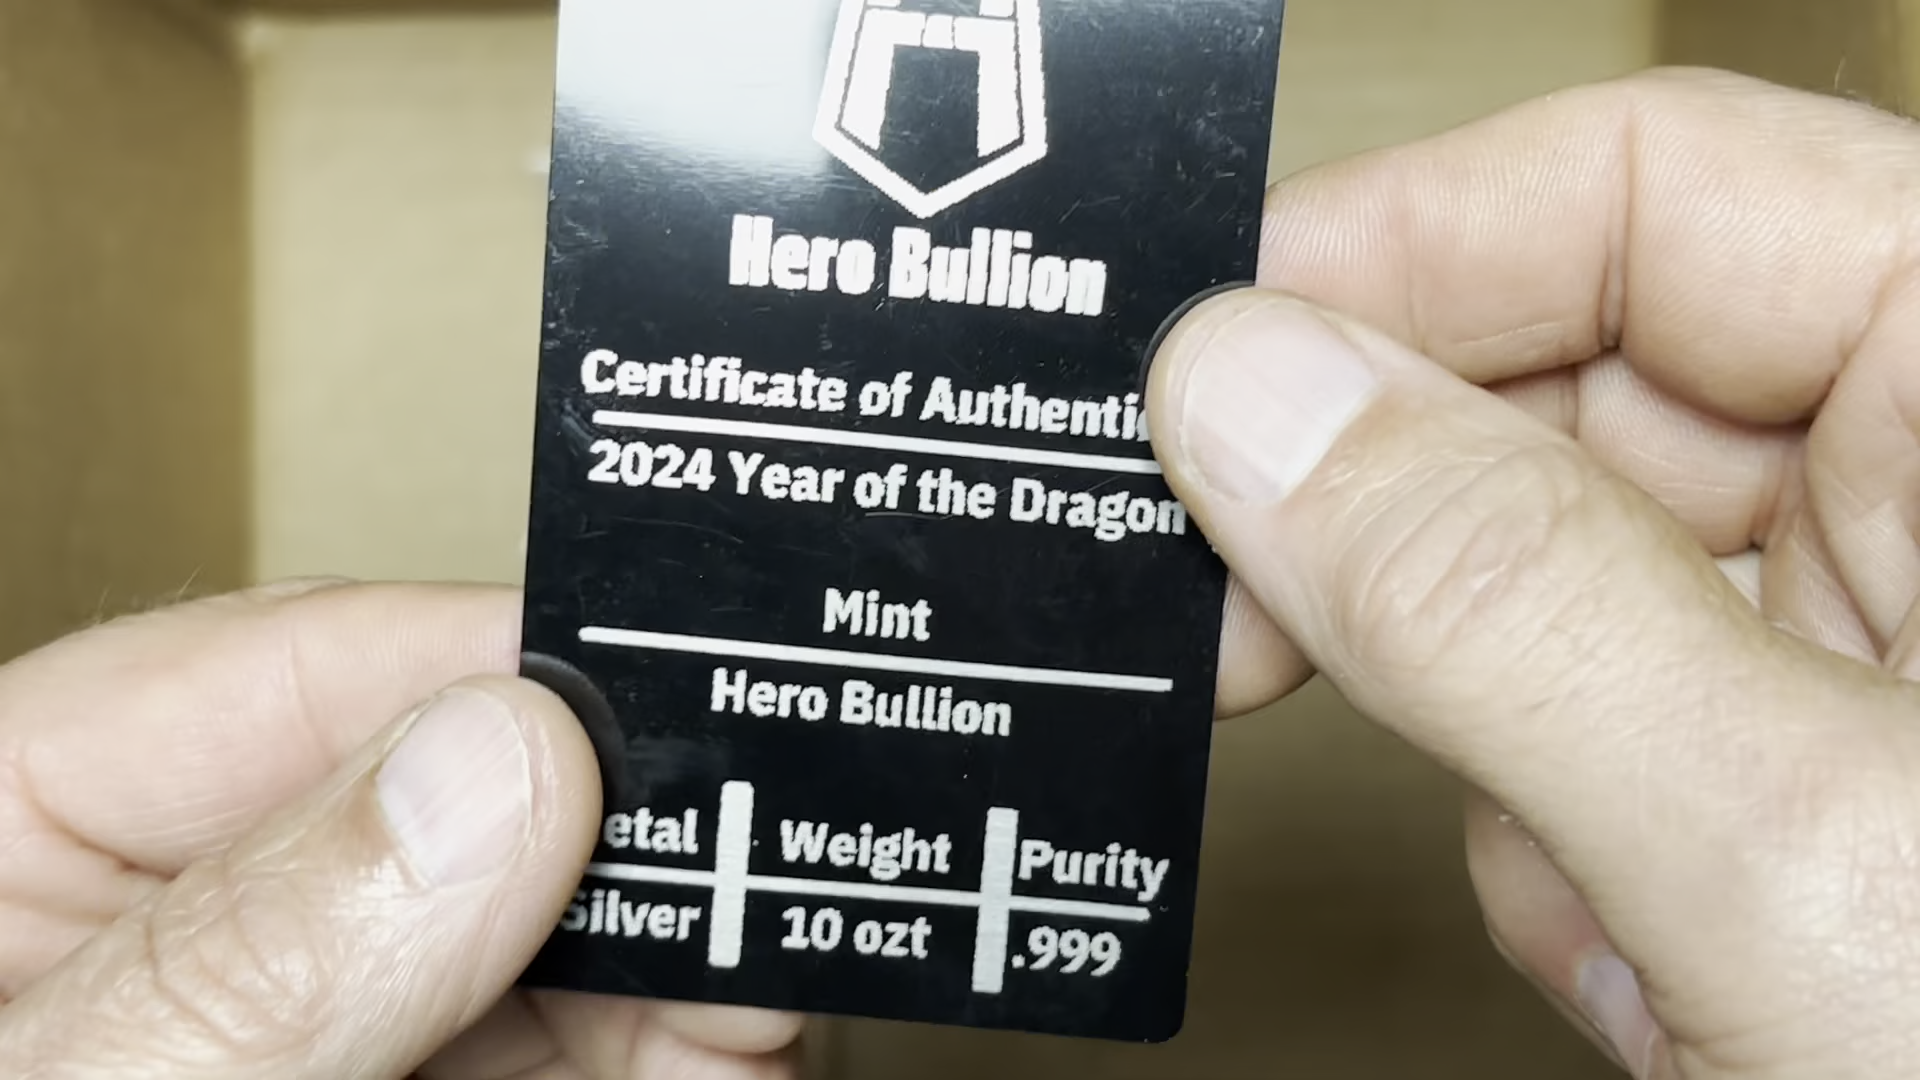 Hero Bullion
Certificate of Authenti
2024 Year of the Dragon
Mint
Hero Bullion
etal Weight Purity
Silver 10 ozt .999